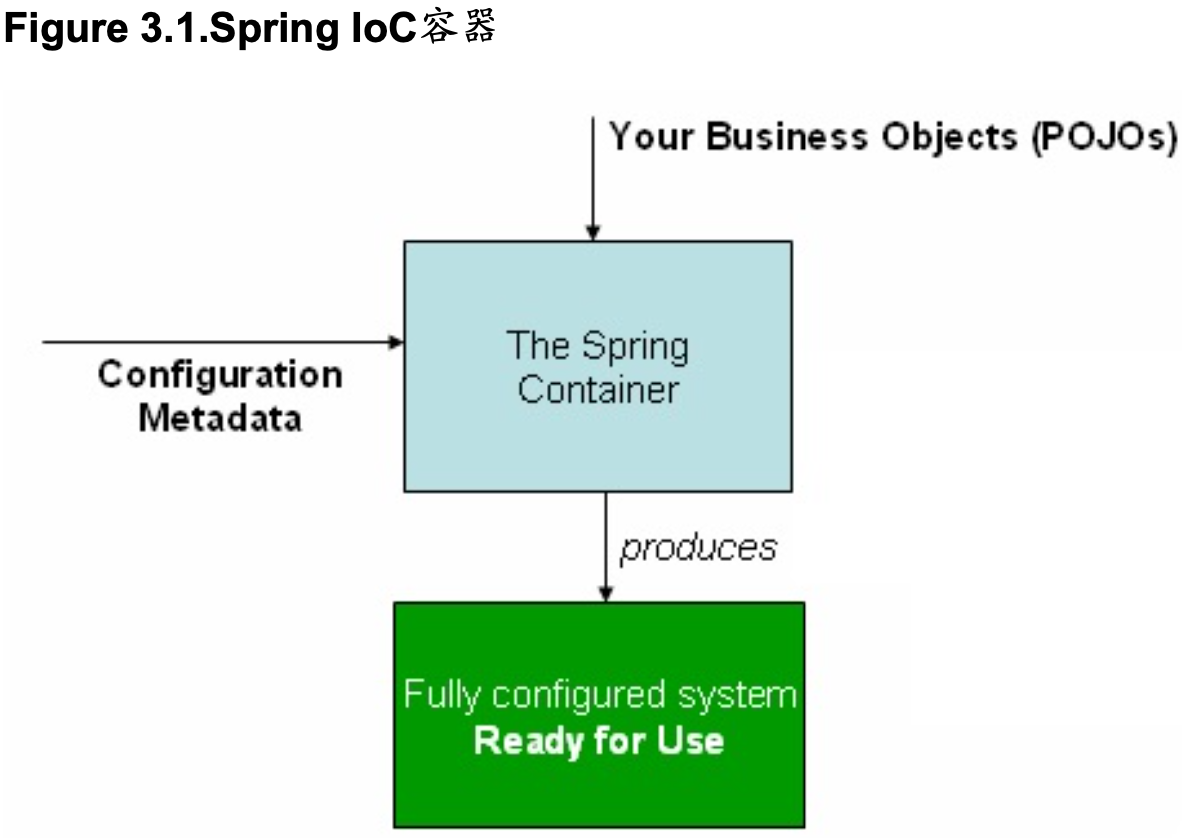 Figure 3.1.Spring IoC容器
Your Business Objects (POJOs)
The Spring
Container
Configuration
Metadata
produces
Fully configured system
Ready for Use